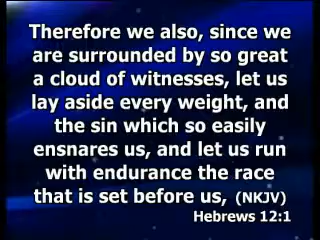 Therefore we also, since we
are surrounded by so great
a cloud of witnesses, let us
lay aside every weight, and
the sin which so easily
ensnares us, and let us run
with endurance the race
that is set before us, (NKJV)
Hebrews 12:1